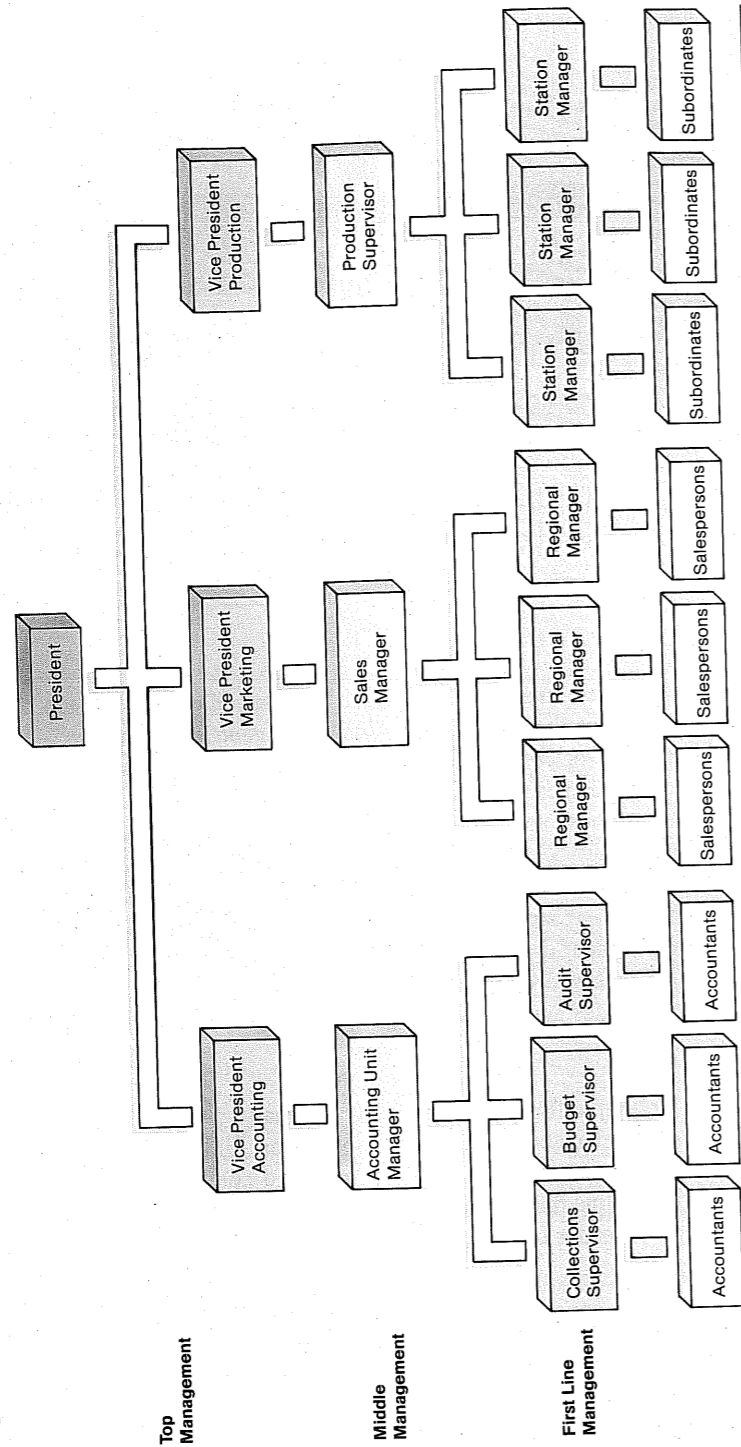 President
Top
Management
Vice President
Accounting
Vice President
Marketing
Vice President
Production
Middle
Management
Accounting Unit
Manager
Sales
Manager
Production
Supervisor
First Line
Management
Collections
Supervisor
Budget
Supervisor
Audit
Supervisor
Regional
Manager
Regional
Manager
Regional
Manager
Station
Manager
Station
Manager
Station
Manager
Accountants
Accountants
Accountants
Salespersons
Salespersons
Salespersons
Subordinates
Subordinates
Subordinates